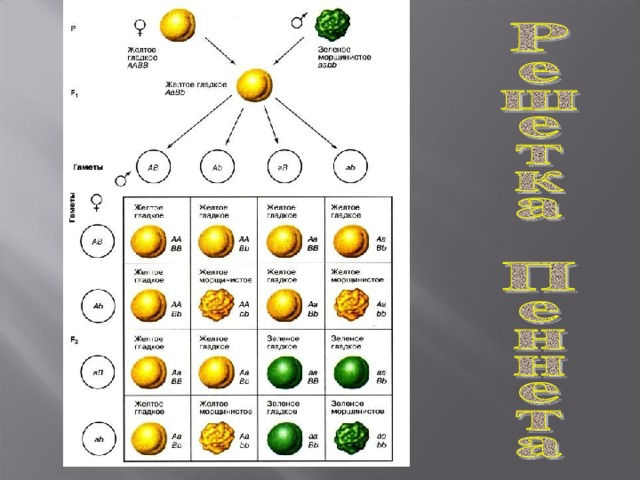 P
♀
♂
Желтое
гладкое
AABB
Зеленое
морщинистое
aabb
F1
Желтое гладкое
AaBb
Гаметы
♂
AB
Ab
aB
ab
♀
Гаметы
AB
Желтое
гладкое
AA
BB
Желтое
гладкое
AA
Bb
Желтое
гладкое
Aa
BB
Желтое
гладкое
Aa
Bb
Ab
Желтое
гладкое
AA
Bb
Желтое
морщинистое
AA
bb
Желтое
гладкое
Aa
Bb
Желтое
морщинистое
Aa
bb
F2
aB
Желтое
гладкое
Aa
BB
Желтое
гладкое
Aa
Bb
Зеленое
гладкое
aa
BB
Зеленое
гладкое
aa
Bb
ab
Желтое
гладкое
Aa
Bb
Желтое
морщинистое
Aa
bb
Зеленое
гладкое
aa
Bb
Зеленое
морщинистое
aa
bb
Решетка
Пеннета